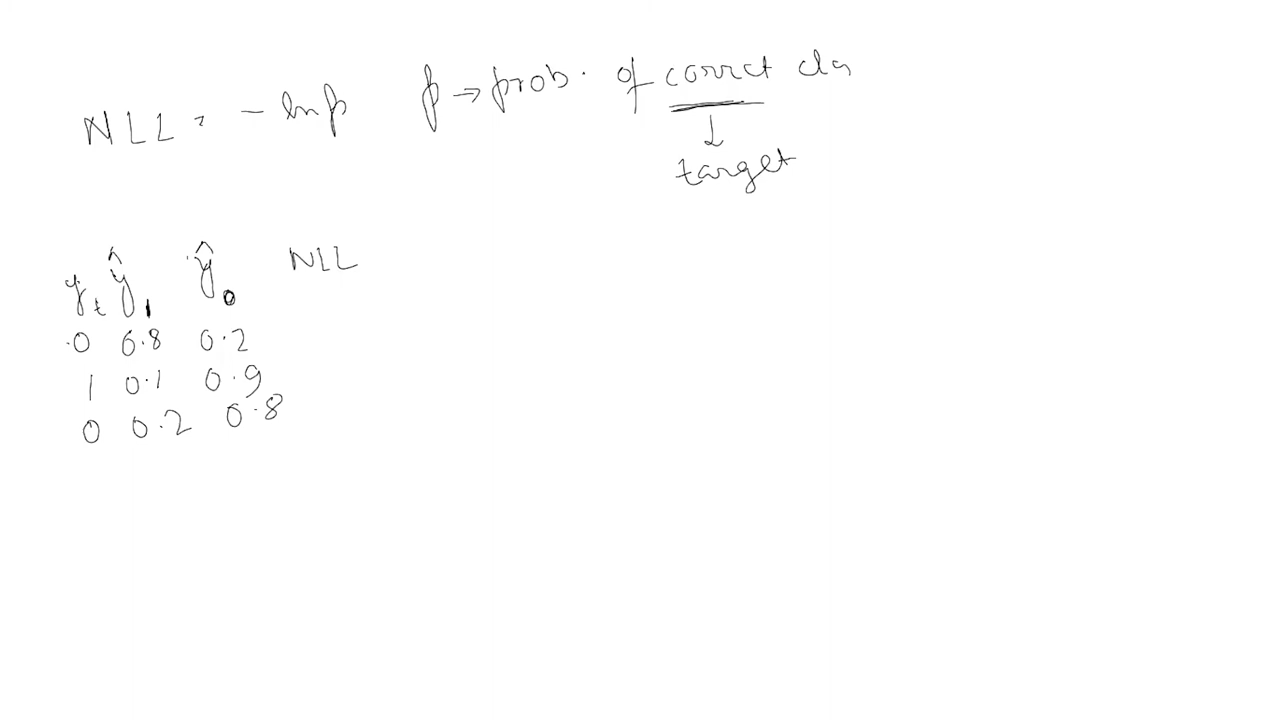 NLL = - ln p p → prob. of correct cla
↓
target
y_t ŷ_1 ŷ_0 NLL
0 0.8 0.2
1 0.1 0.9
0 0.2 0.8